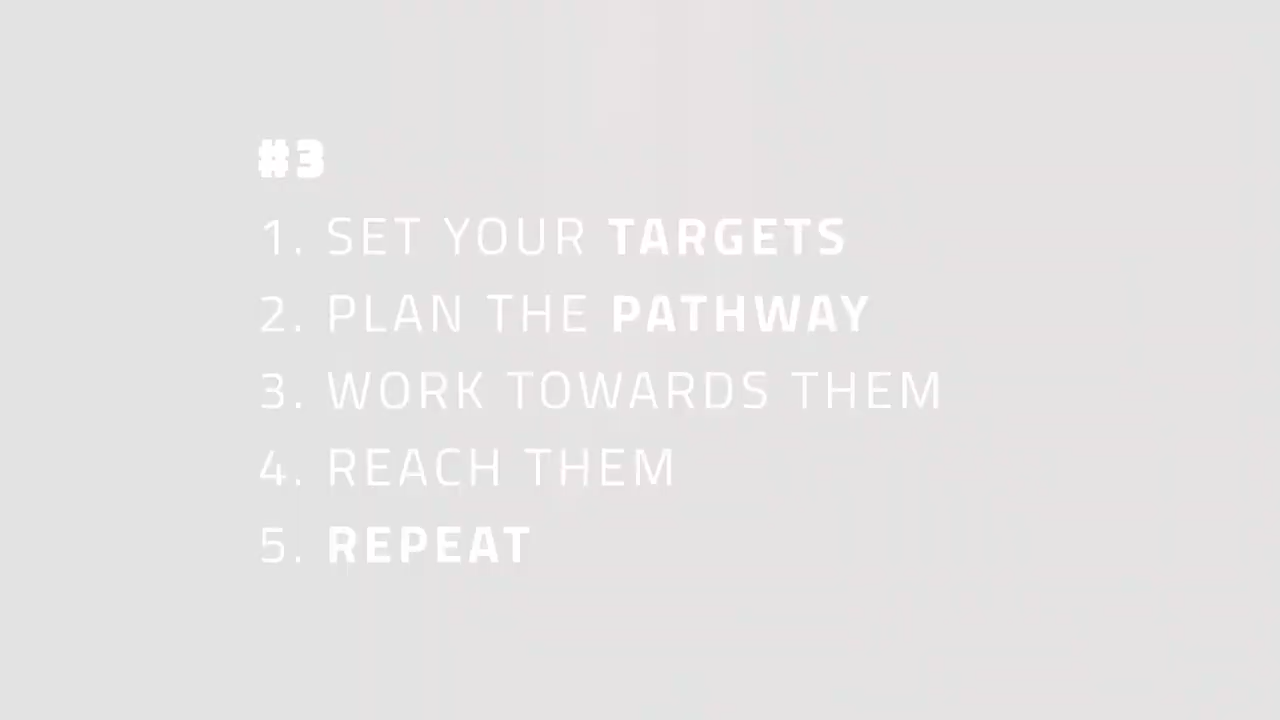 #3
1. SET YOUR TARGETS
2. PLAN THE PATHWAY
3. WORK TOWARDS THEM
4. REACH THEM
5. REPEAT